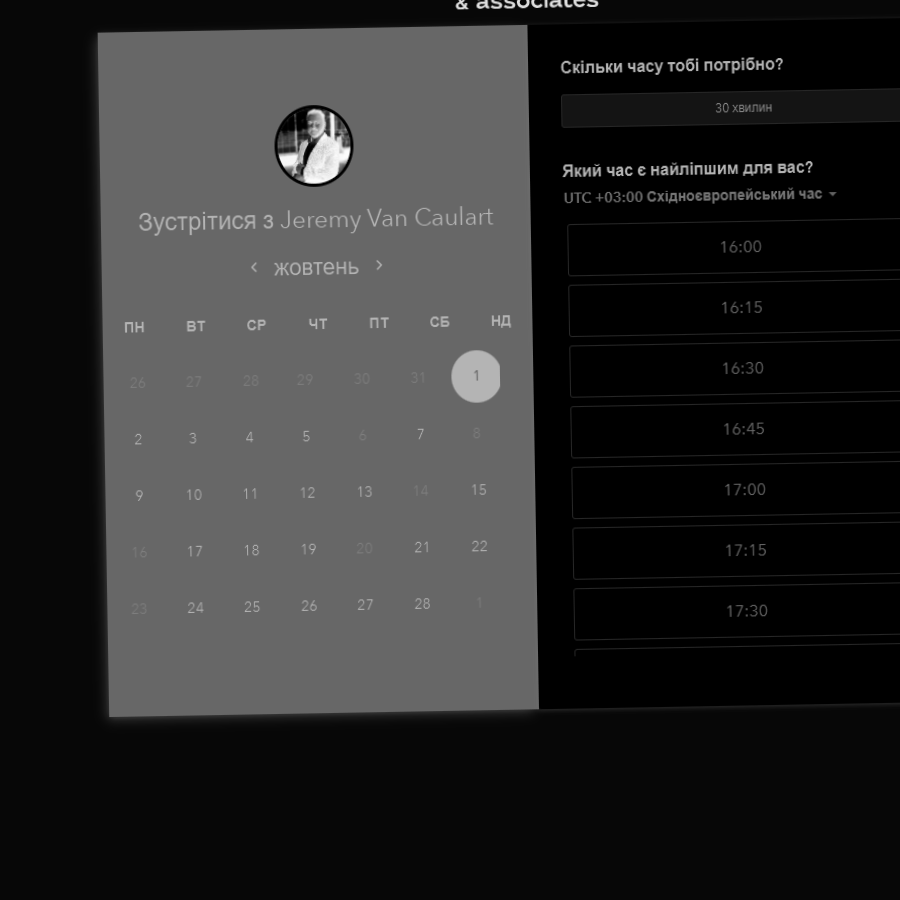 & associates
Зустрітися з Jeremy Van Caulart
‹ жовтень ›
ПН ВТ СР ЧТ ПТ СБ НД
26 27 28 29 30 31 1
2 3 4 5 6 7 8
9 10 11 12 13 14 15
16 17 18 19 20 21 22
23 24 25 26 27 28 1
Скільки часу тобі потрібно?
30 хвилин
Який час є найліпшим для вас?
UTC +03:00 Східноєвропейський час
16:00
16:15
16:30
16:45
17:00
17:15
17:30